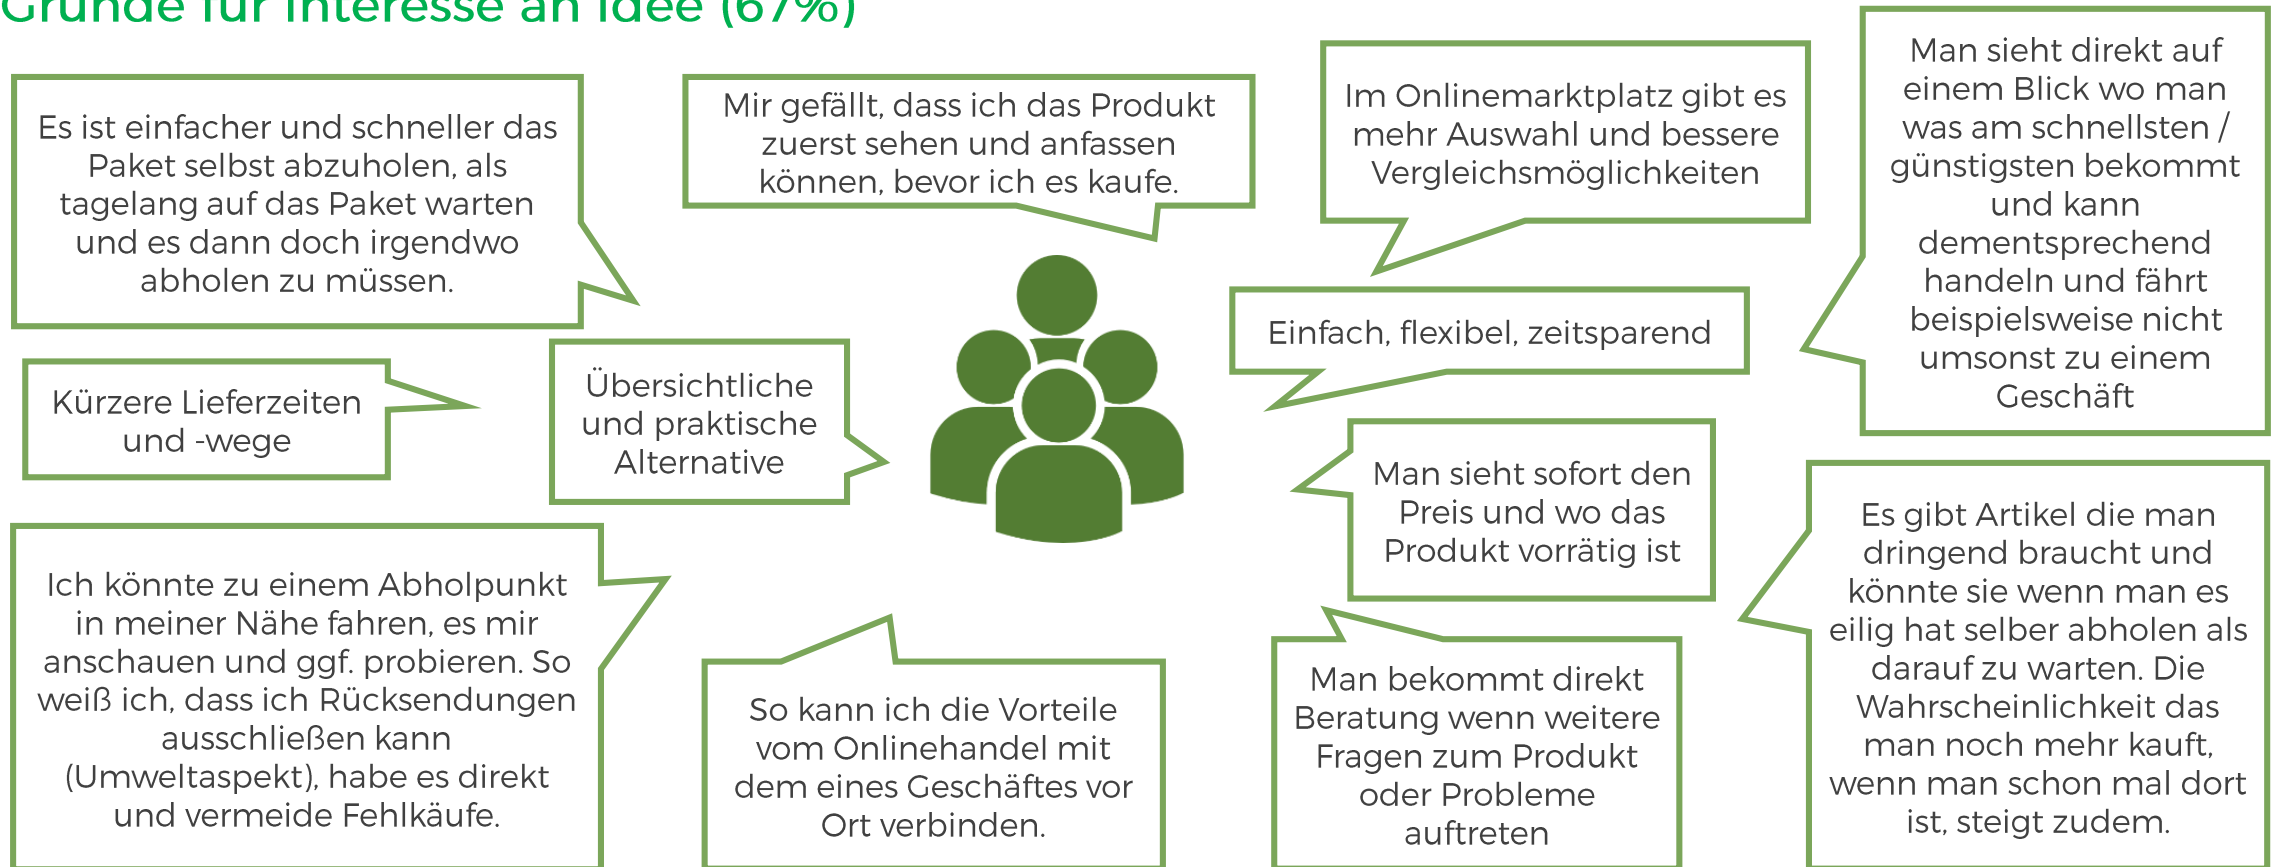 Gründe für Interesse an Idee (67%)
Es ist einfacher und schneller das
Paket selbst abzuholen, als
tagelang auf das Paket warten
und es dann doch irgendwo
abholen zu müssen.
Mir gefällt, dass ich das Produkt
zuerst sehen und anfassen
können, bevor ich es kaufe.
Im Onlinemarktplatz gibt es
mehr Auswahl und bessere
Vergleichsmöglichkeiten
Man sieht direkt auf
einem Blick wo man
was am schnellsten /
günstigsten bekommt
und kann
dementsprechend
handeln und fährt
beispielsweise nicht
umsonst zu einem
Geschäft
Einfach, flexibel, zeitsparend
Kürzere Lieferzeiten
und -wege
Übersichtliche
und praktische
Alternative
Man sieht sofort den
Preis und wo das
Produkt vorrätig ist
Es gibt Artikel die man
dringend braucht und
könnte sie wenn man es
eilig hat selber abholen als
darauf zu warten. Die
Wahrscheinlichkeit das
man noch mehr kauft,
wenn man schon mal dort
ist, steigt zudem.
Ich könnte zu einem Abholpunkt
in meiner Nähe fahren, es mir
anschauen und ggf. probieren. So
weiß ich, dass ich Rücksendungen
ausschließen kann
(Umweltaspekt), habe es direkt
und vermeide Fehlkäufe.
So kann ich die Vorteile
vom Onlinehandel mit
dem eines Geschäftes vor
Ort verbinden.
Man bekommt direkt
Beratung wenn weitere
Fragen zum Produkt
oder Probleme
auftreten